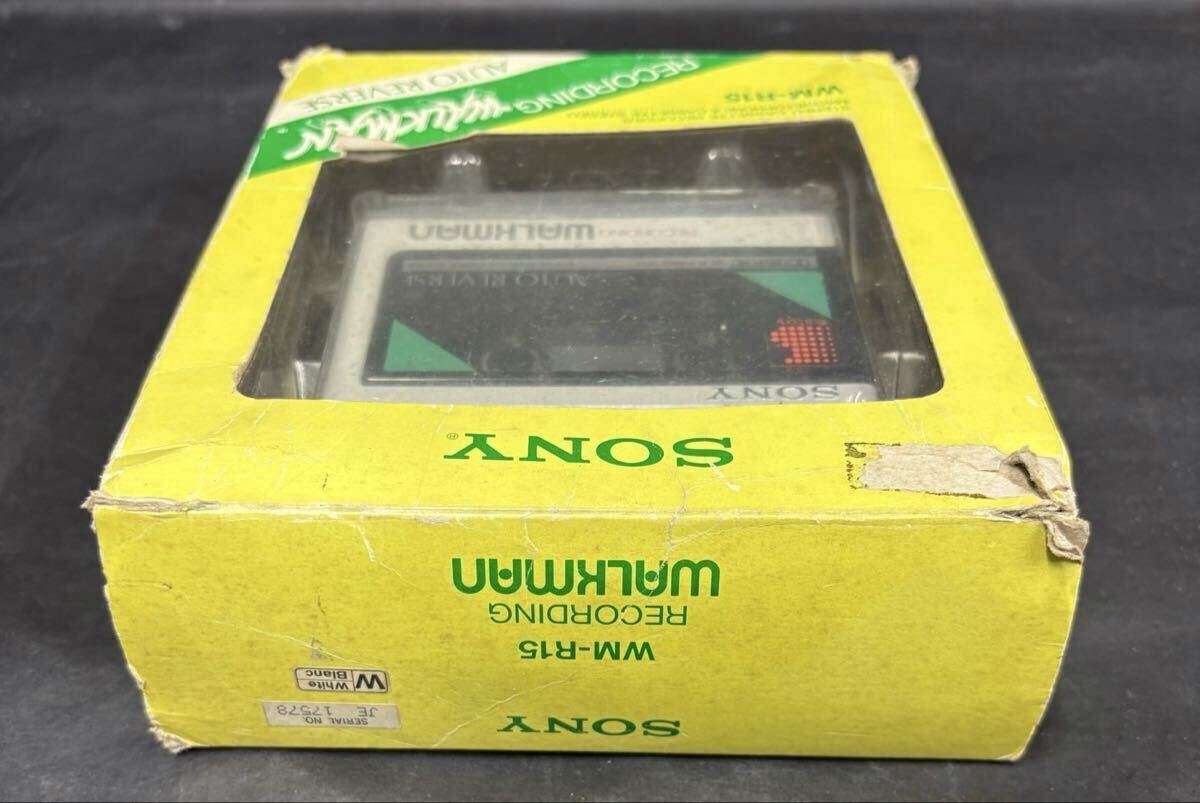 RECORDING WALKMAN
AUTO REVERSE
WM-R15
RECORDING WALKMAN
AUTO REVERSE
SONY
SONY®
WALKMAN
RECORDING
WM-R15
W White
Blanc
SERIAL NO.
JE 17578
SONY